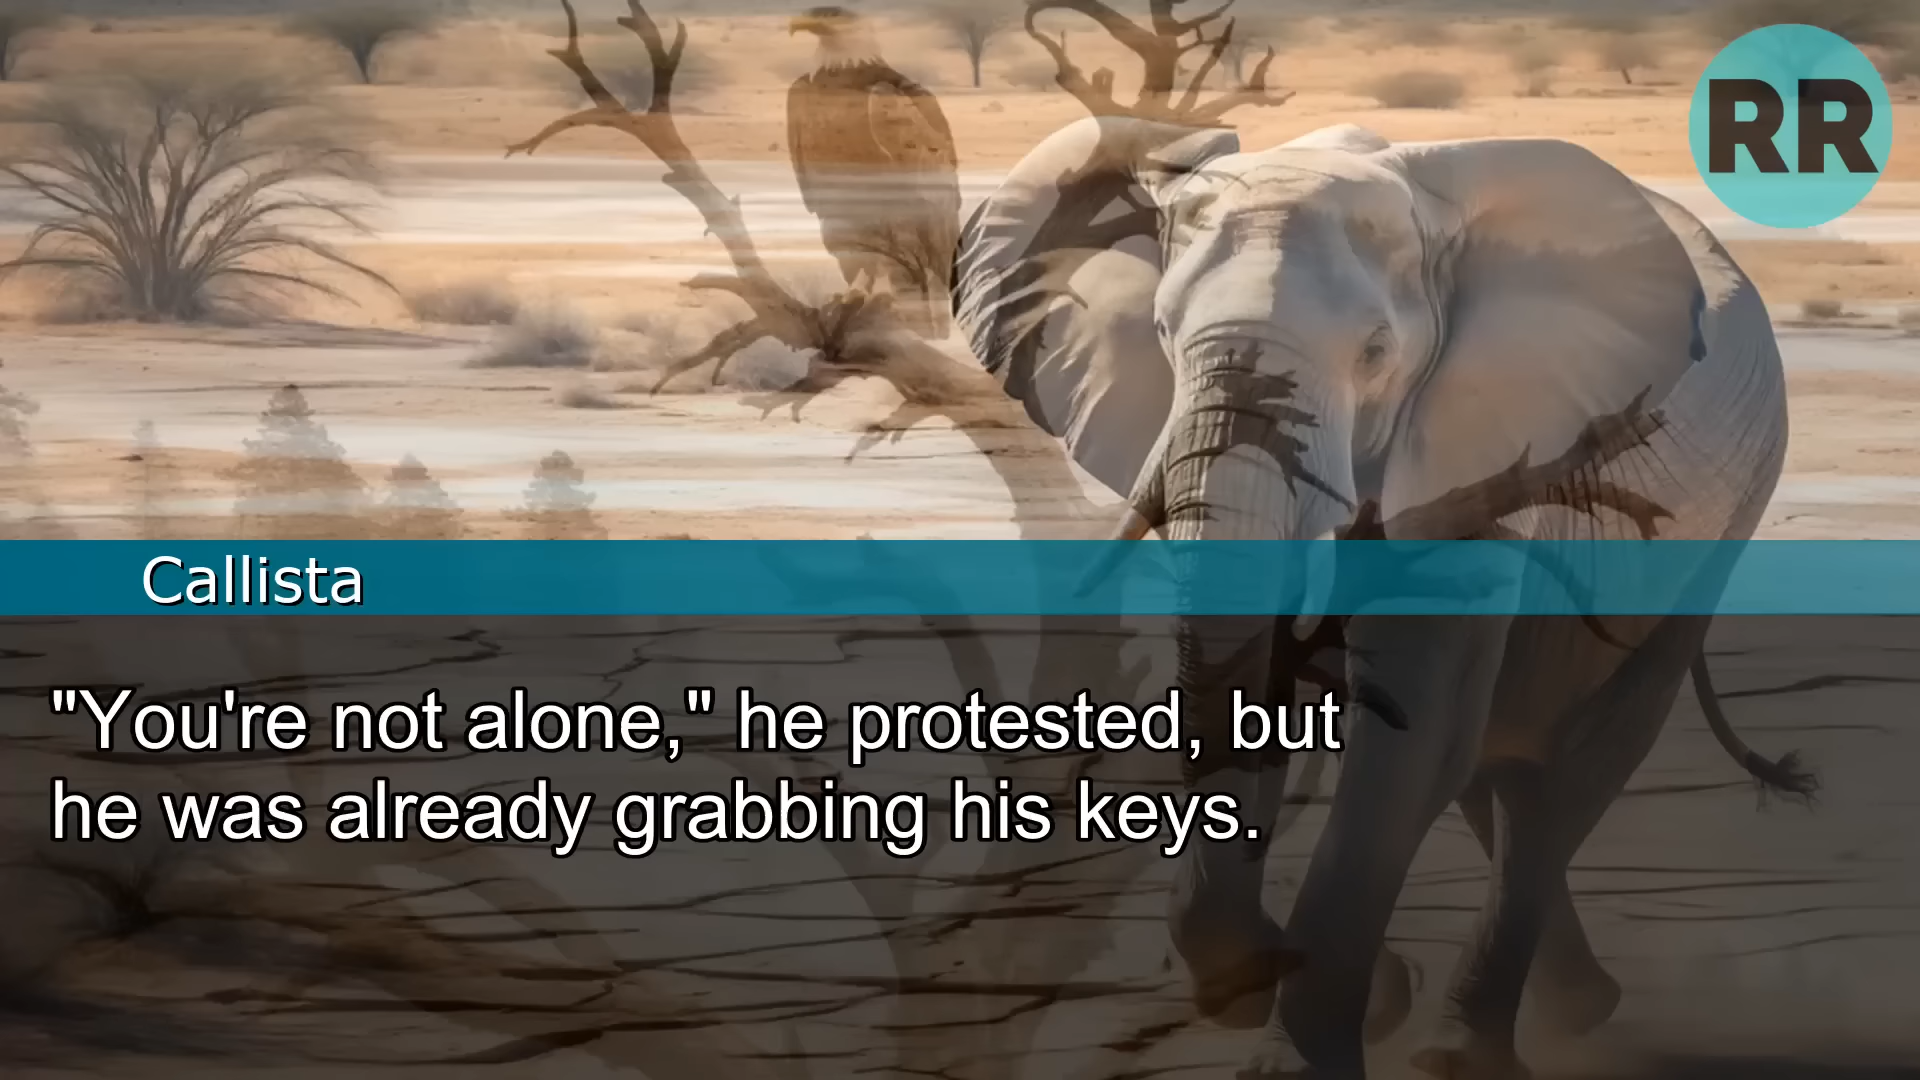 RR
Callista
"You're not alone," he protested, but
he was already grabbing his keys.